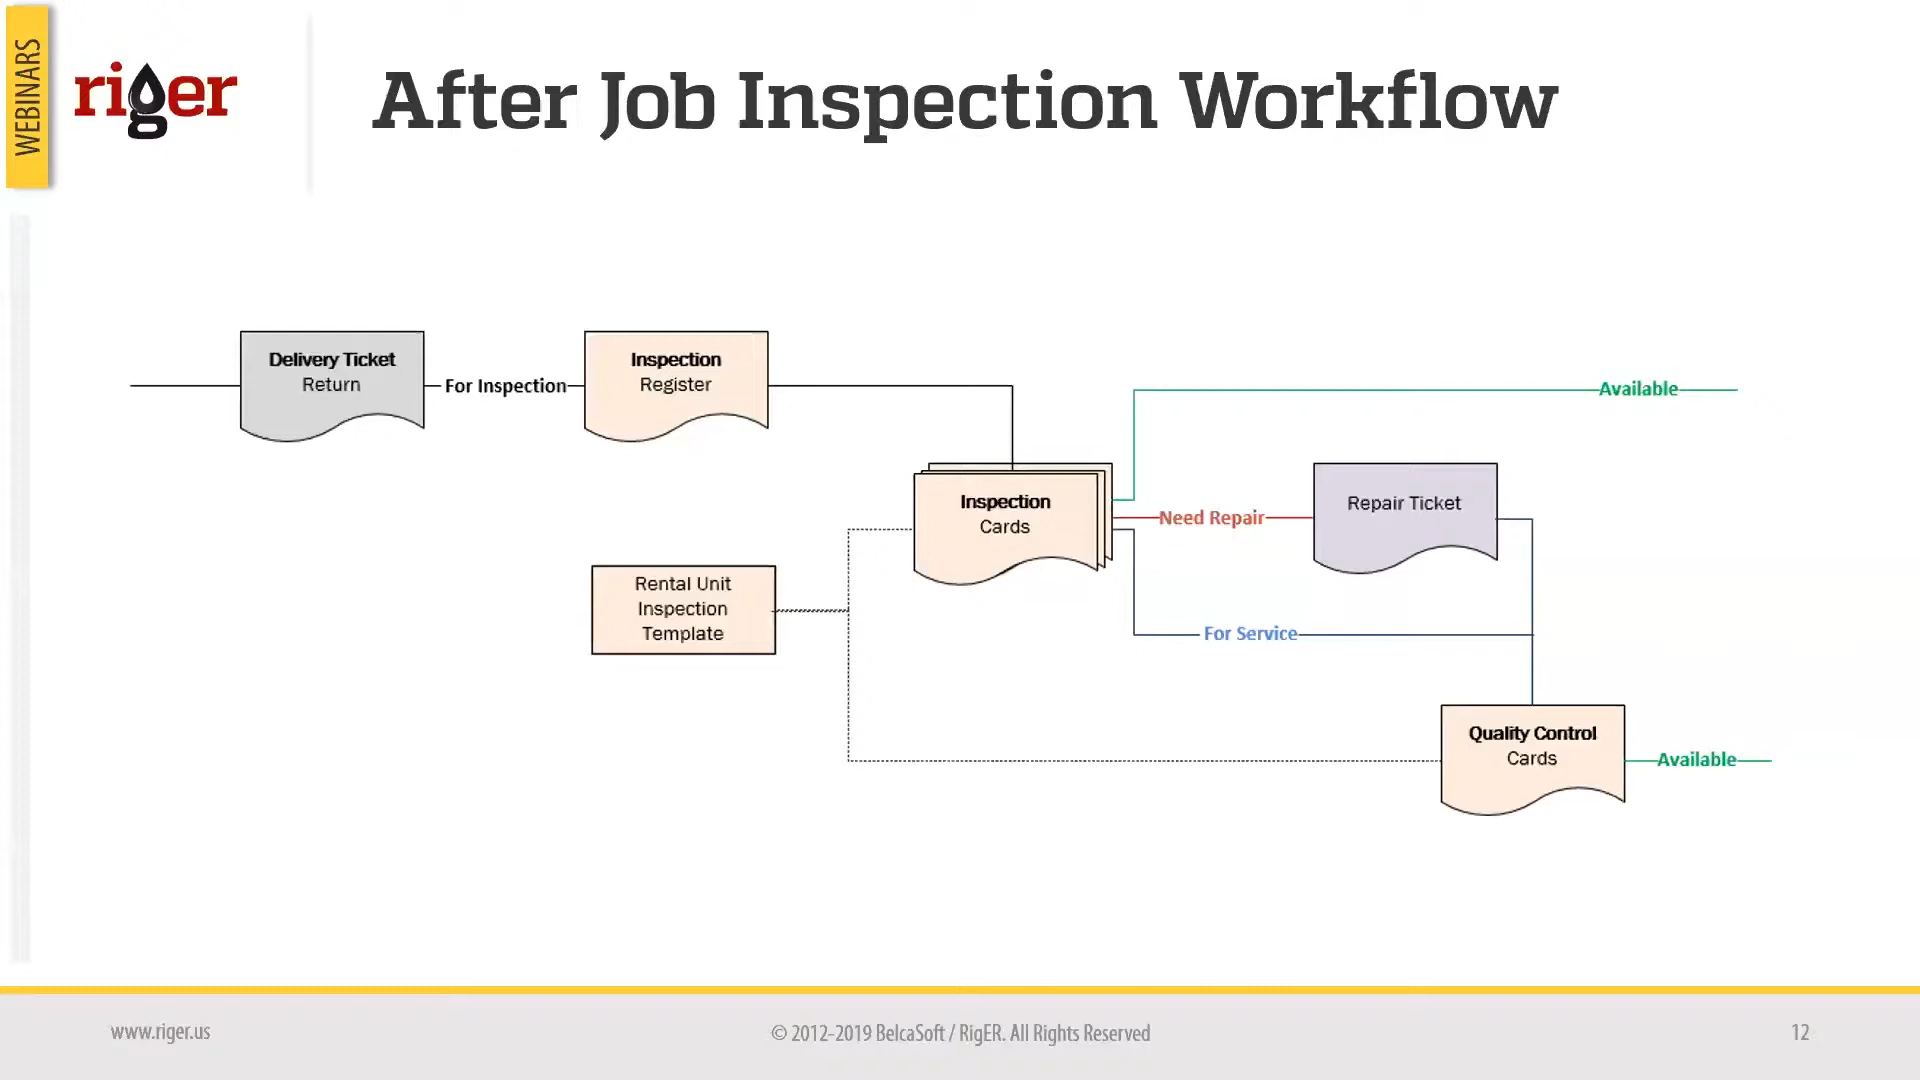 WEBINARS
riger
After Job Inspection Workflow
Delivery Ticket
Return
For Inspection
Inspection
Register
Available
Inspection
Cards
Need Repair
Repair Ticket
Rental Unit
Inspection
Template
For Service
Quality Control
Cards
Available
www.riger.us
© 2012-2019 BelcaSoft / RigER. All Rights Reserved
12